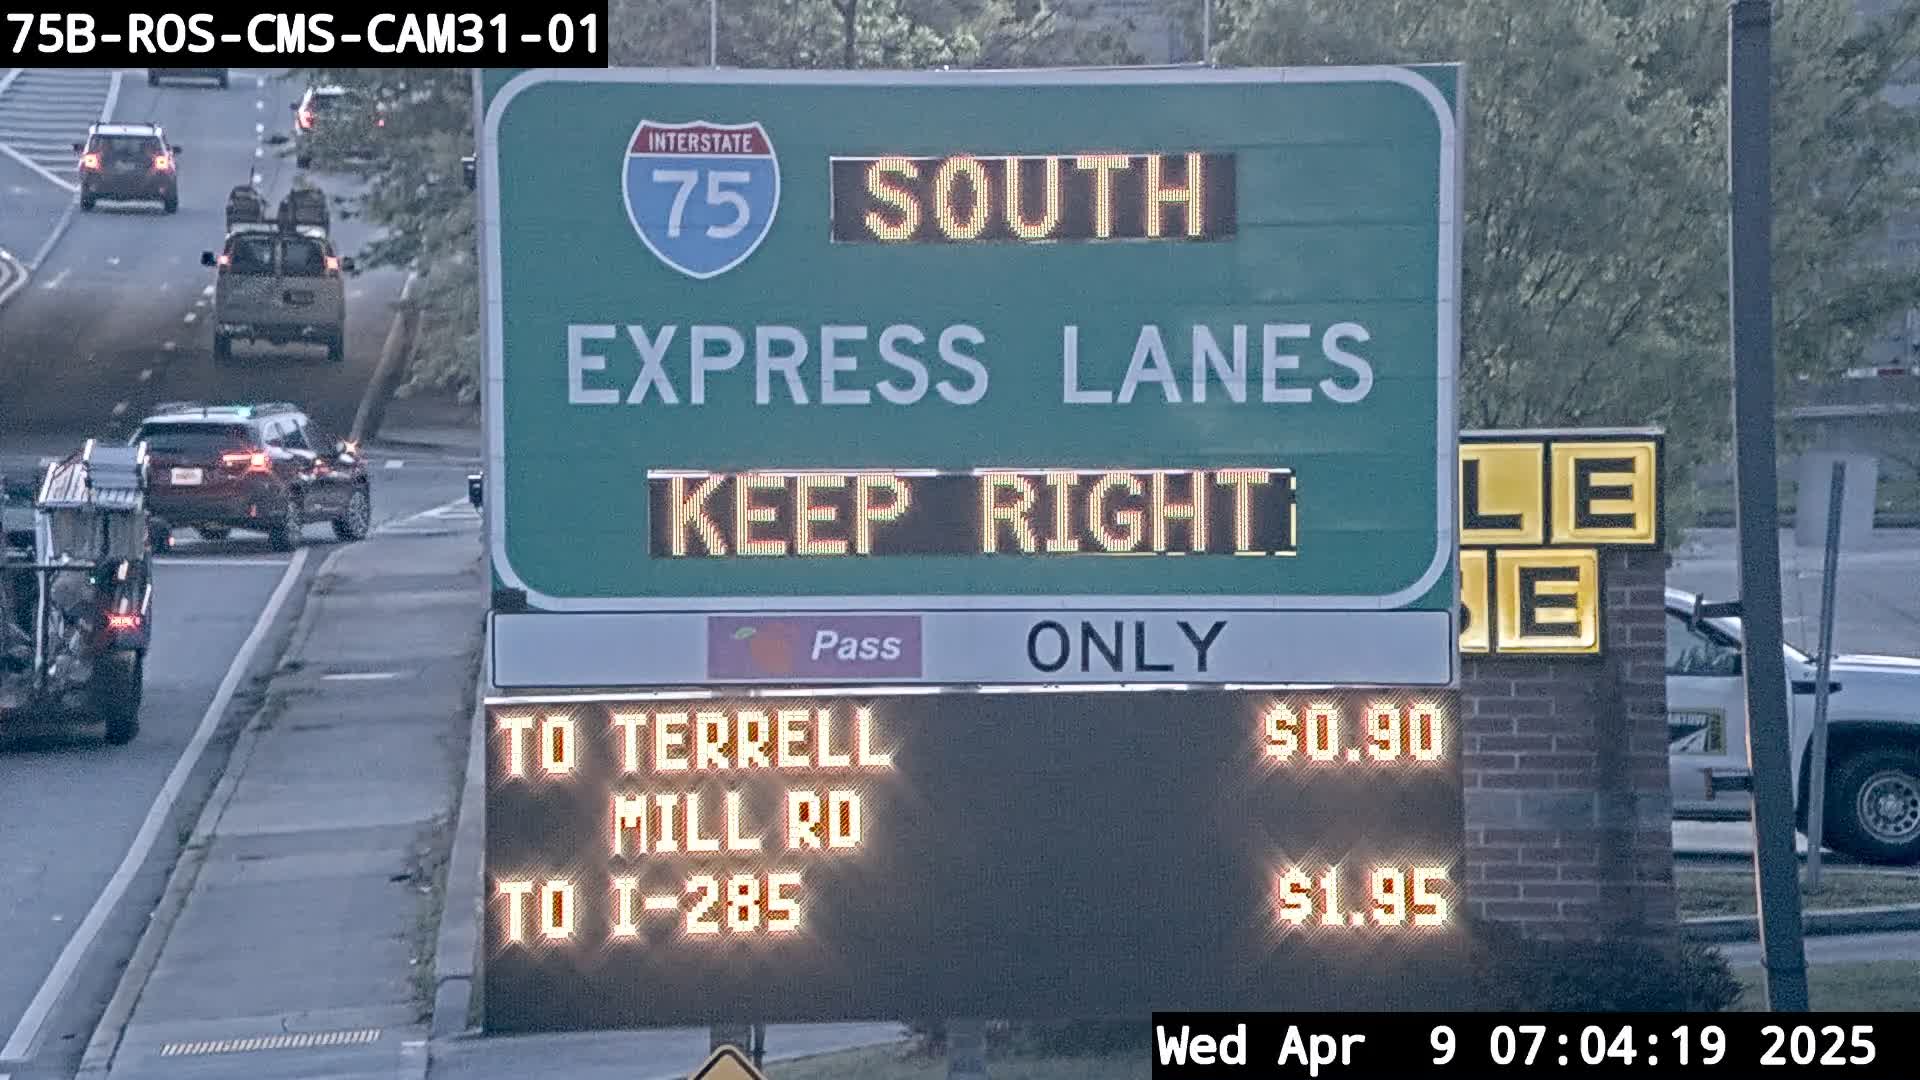 75B-ROS-CMS-CAM31-01
INTERSTATE
75
SOUTH
EXPRESS LANES
KEEP RIGHT
Pass ONLY
TO TERRELL $0.90
MILL RD
TO I-285 $1.95
LE
E
Wed Apr 9 07:04:19 2025